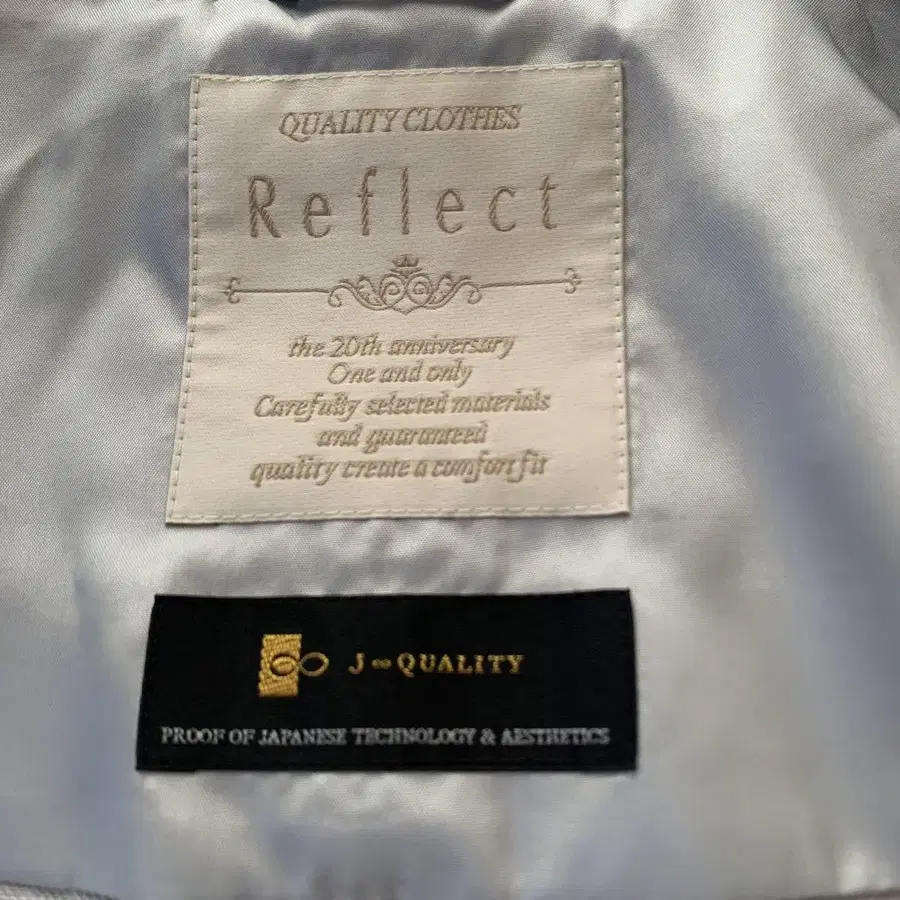 QUALITY CLOTHES
Reflect
the 20th anniversary
One and only
Carefully selected materials
and guaranteed
quality create a comfort fit
J∞QUALITY
PROOF OF JAPANESE TECHNOLOGY & AESTHETICS